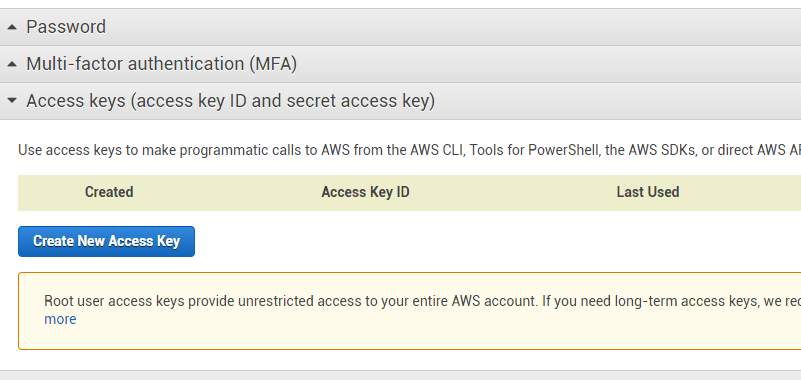 Password
Multi-factor authentication (MFA)
Access keys (access key ID and secret access key)
Use access keys to make programmatic calls to AWS from the AWS CLI, Tools for PowerShell, the AWS SDKs, or direct AWS
Created Access Key ID Last Used
Create New Access Key
Root user access keys provide unrestricted access to your entire AWS account. If you need long-term access keys, we
more